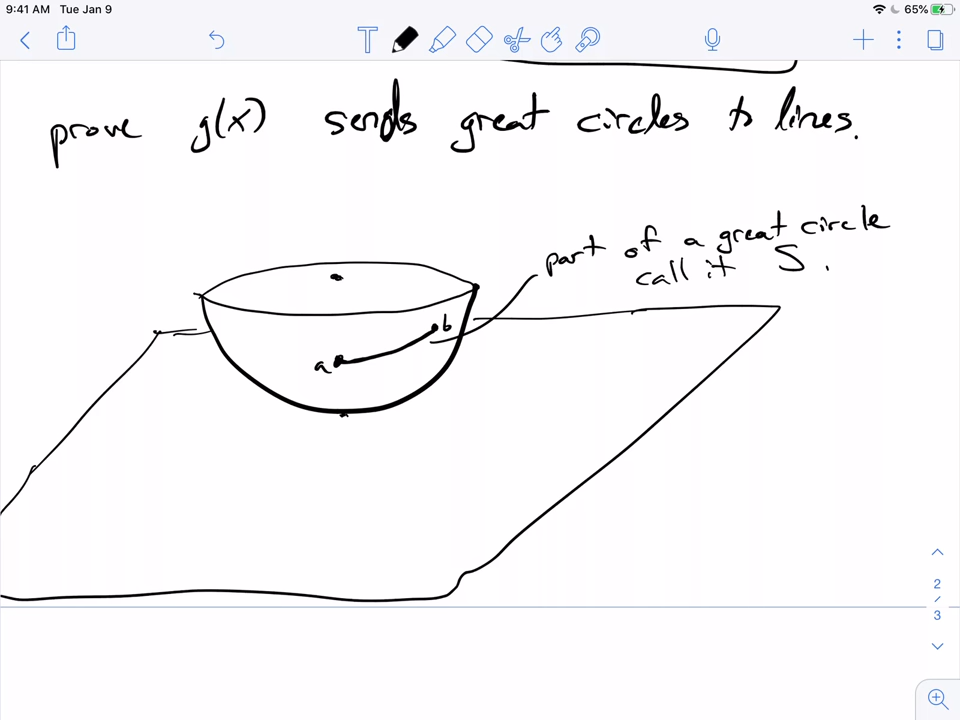 9:41 AM Tue Jan 9
65%
T
prove g(x) sends great circles to lines.
part of a great circle
call it S.
b
a
2
/
3